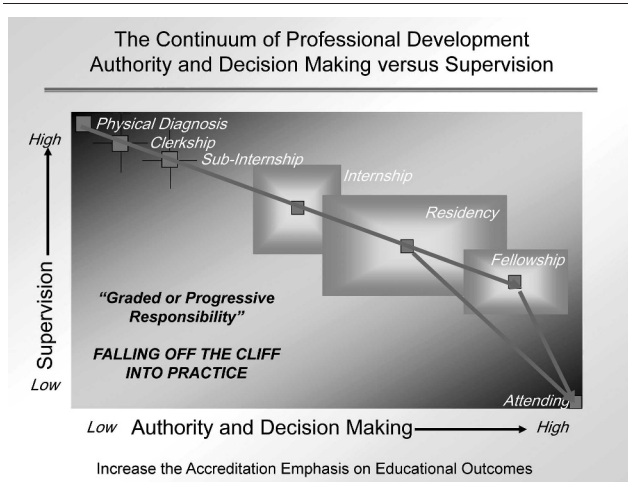 The Continuum of Professional Development
Authority and Decision Making versus Supervision
High
Physical Diagnosis
Clerkship
Sub-Internship
Internship
Residency
Fellowship
Supervision
“Graded or Progressive
Responsibility”
FALLING OFF THE CLIFF
INTO PRACTICE
Low
Attending
Low Authority and Decision Making High
Increase the Accreditation Emphasis on Educational Outcomes